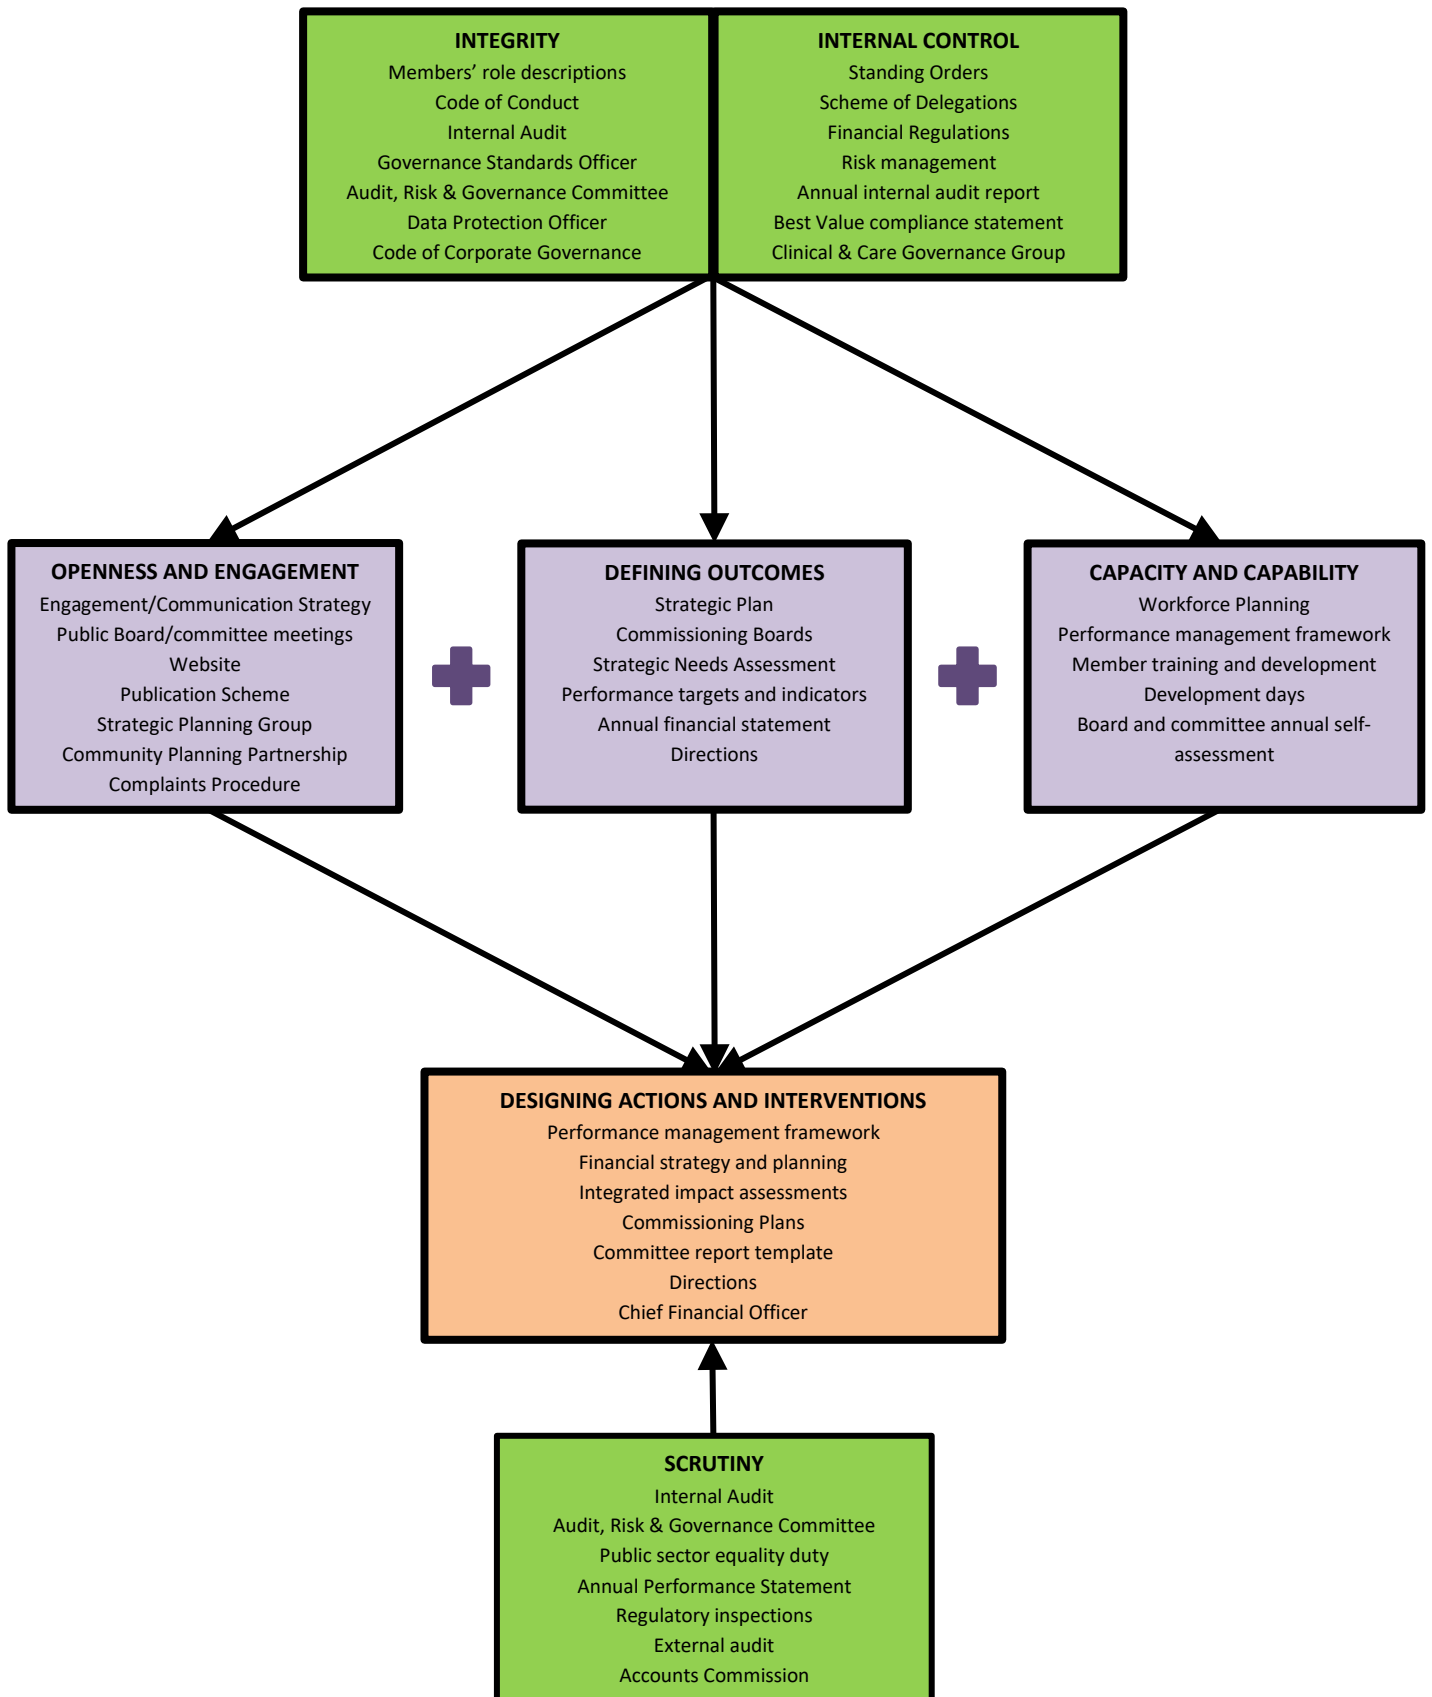 INTEGRITY
Members’ role descriptions
Code of Conduct
Internal Audit
Governance Standards Officer
Audit, Risk & Governance Committee
Data Protection Officer
Code of Corporate Governance
INTERNAL CONTROL
Standing Orders
Scheme of Delegations
Financial Regulations
Risk management
Annual internal audit report
Best Value compliance statement
Clinical & Care Governance Group
OPENNESS AND ENGAGEMENT
Engagement/Communication Strategy
Public Board/committee meetings
Website
Publication Scheme
Strategic Planning Group
Community Planning Partnership
Complaints Procedure
DEFINING OUTCOMES
Strategic Plan
Commissioning Boards
Strategic Needs Assessment
Performance targets and indicators
Annual financial statement
Directions
CAPACITY AND CAPABILITY
Workforce Planning
Performance management framework
Member training and development
Development days
Board and committee annual self-
assessment
DESIGNING ACTIONS AND INTERVENTIONS
Performance management framework
Financial strategy and planning
Integrated impact assessments
Commissioning Plans
Committee report template
Directions
Chief Financial Officer
SCRUTINY
Internal Audit
Audit, Risk & Governance Committee
Public sector equality duty
Annual Performance Statement
Regulatory inspections
External audit
Accounts Commission